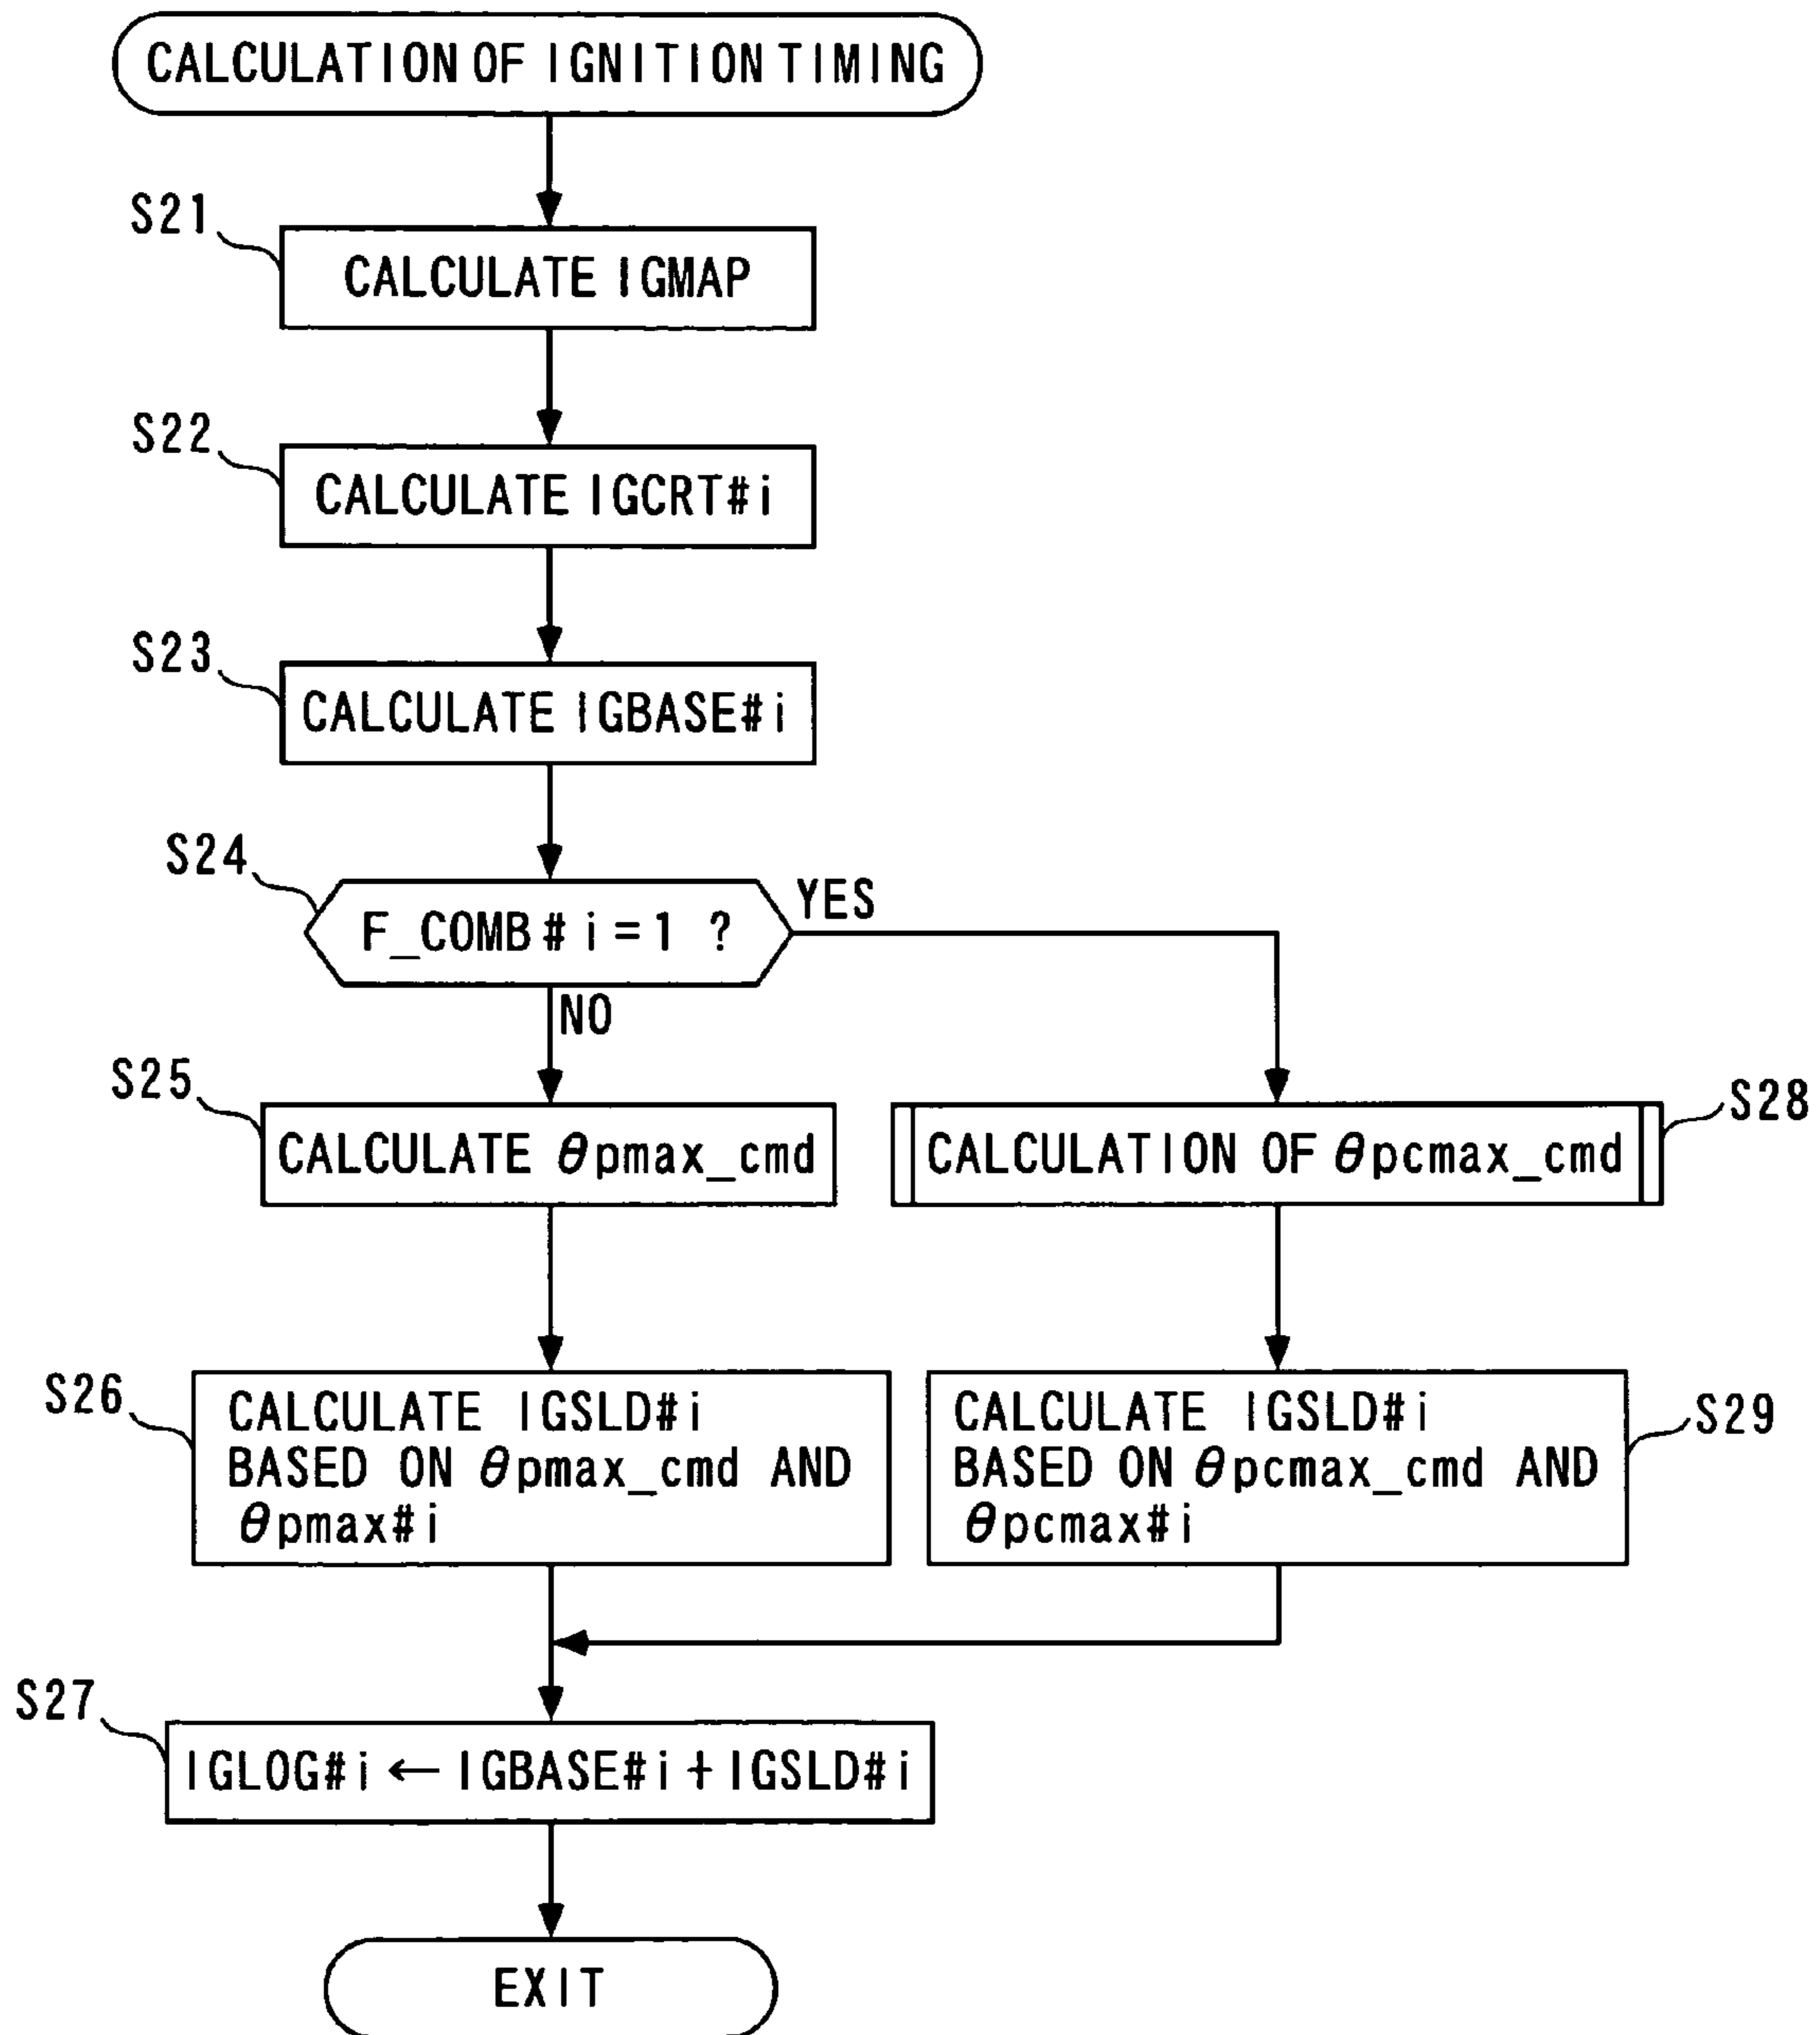 CALCULATION OF IGNITION TIMING
S21
CALCULATE IGMAP
S22
CALCULATE IGCRT#i
S23
CALCULATE IGBASE#i
S24
F_COMB#i=1 ?
YES
NO
S25
CALCULATE θpmax_cmd
CALCULATION OF θpcmax_cmd
S28
S26
CALCULATE IGSLD#i
BASED ON θpmax_cmd AND
θpmax#i
CALCULATE IGSLD#i
BASED ON θpcmax_cmd AND
θpcmax#i
S29
S27
IGLOG#i ← IGBASE#i + IGSLD#i
EXIT